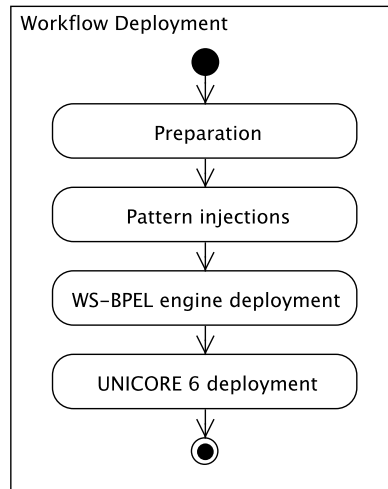 Workflow Deployment
Preparation
Pattern injections
WS-BPEL engine deployment
UNICORE 6 deployment